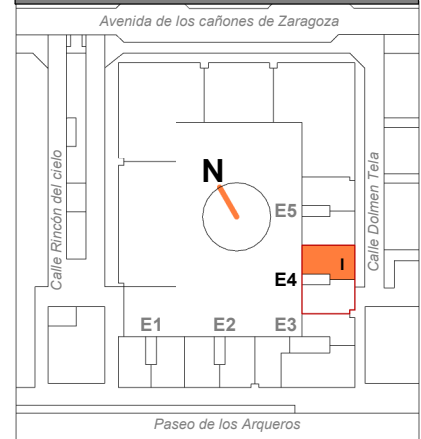 Avenida de los cañones de Zaragoza
Calle Rincón del cielo
N
Calle Dolmen Tela
E5
I
E4
E1 E2 E3
Paseo de los Arqueros